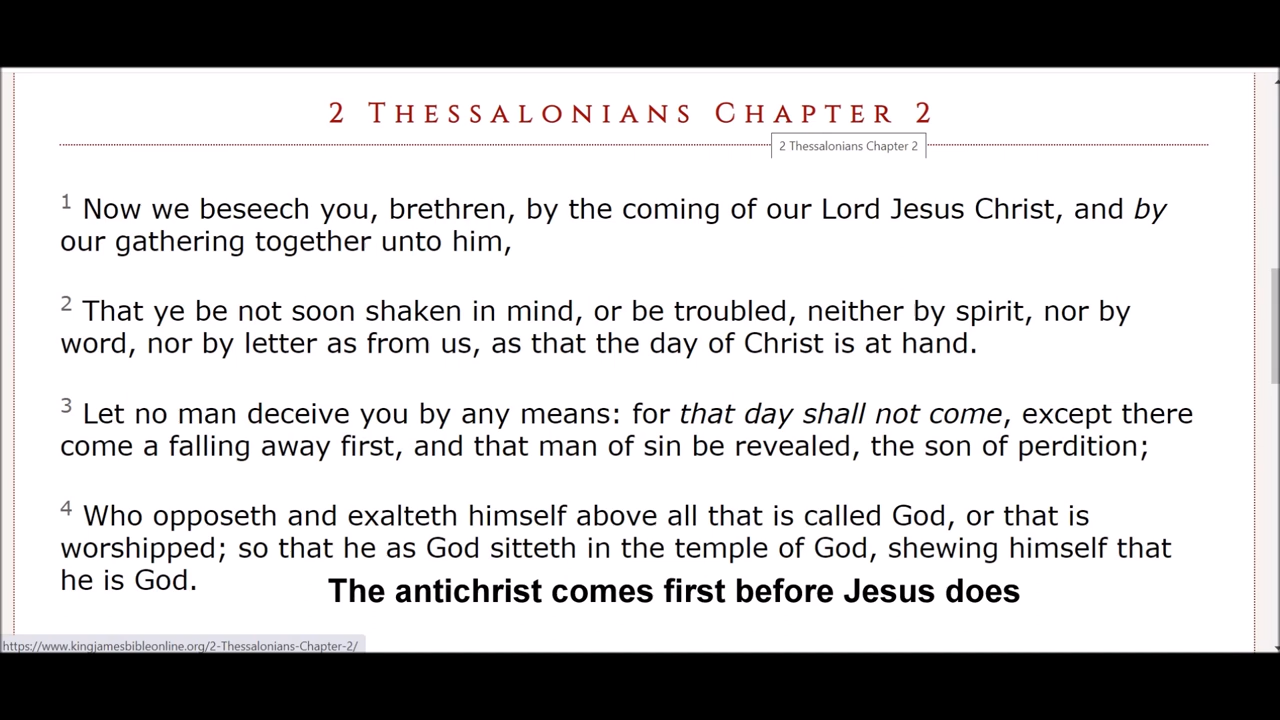 2 Thessalonians Chapter 2
2 Thessalonians Chapter 2
1 Now we beseech you, brethren, by the coming of our Lord Jesus Christ, and by
our gathering together unto him,
2 That ye be not soon shaken in mind, or be troubled, neither by spirit, nor by
word, nor by letter as from us, as that the day of Christ is at hand.
3 Let no man deceive you by any means: for that day shall not come, except there
come a falling away first, and that man of sin be revealed, the son of perdition;
4 Who opposeth and exalteth himself above all that is called God, or that is
worshipped; so that he as God sitteth in the temple of God, shewing himself that
he is God.
The antichrist comes first before Jesus does
https://www.kingjamesbibleonline.org/2-Thessalonians-Chapter-2/